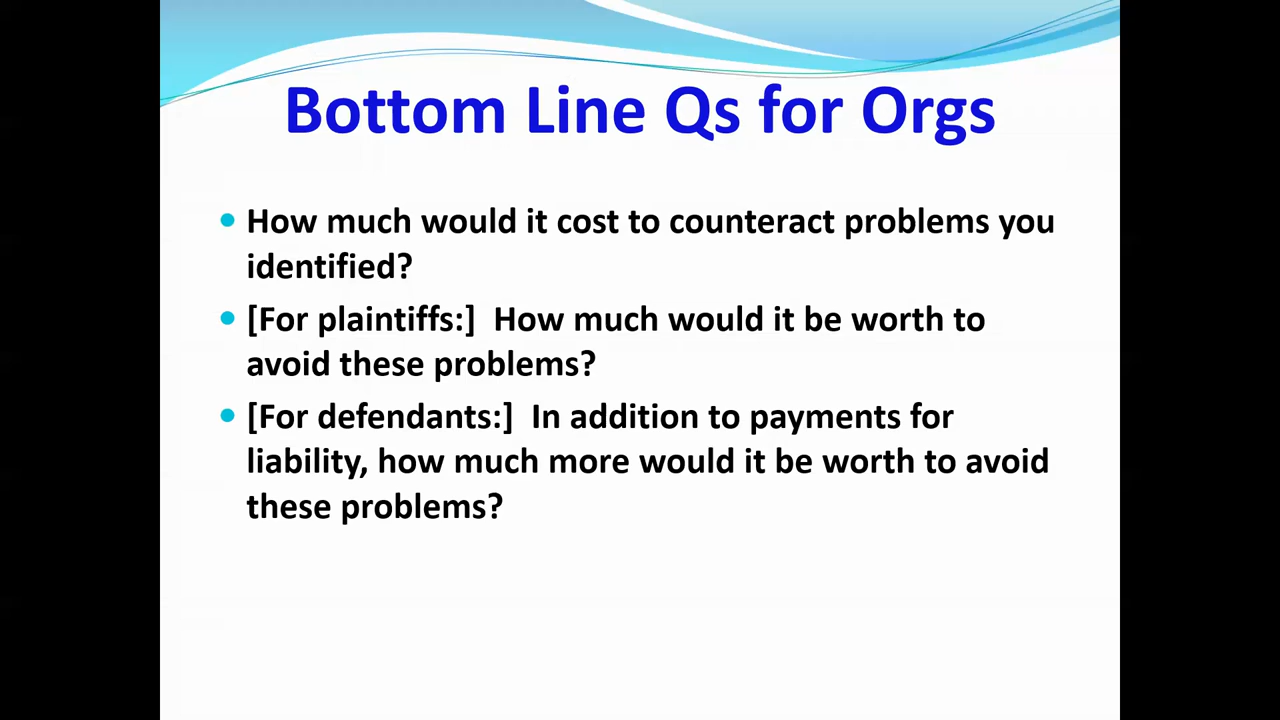 Bottom Line Qs for Orgs
• How much would it cost to counteract problems you
identified?
• [For plaintiffs:]  How much would it be worth to
avoid these problems?
• [For defendants:]  In addition to payments for
liability, how much more would it be worth to avoid
these problems?